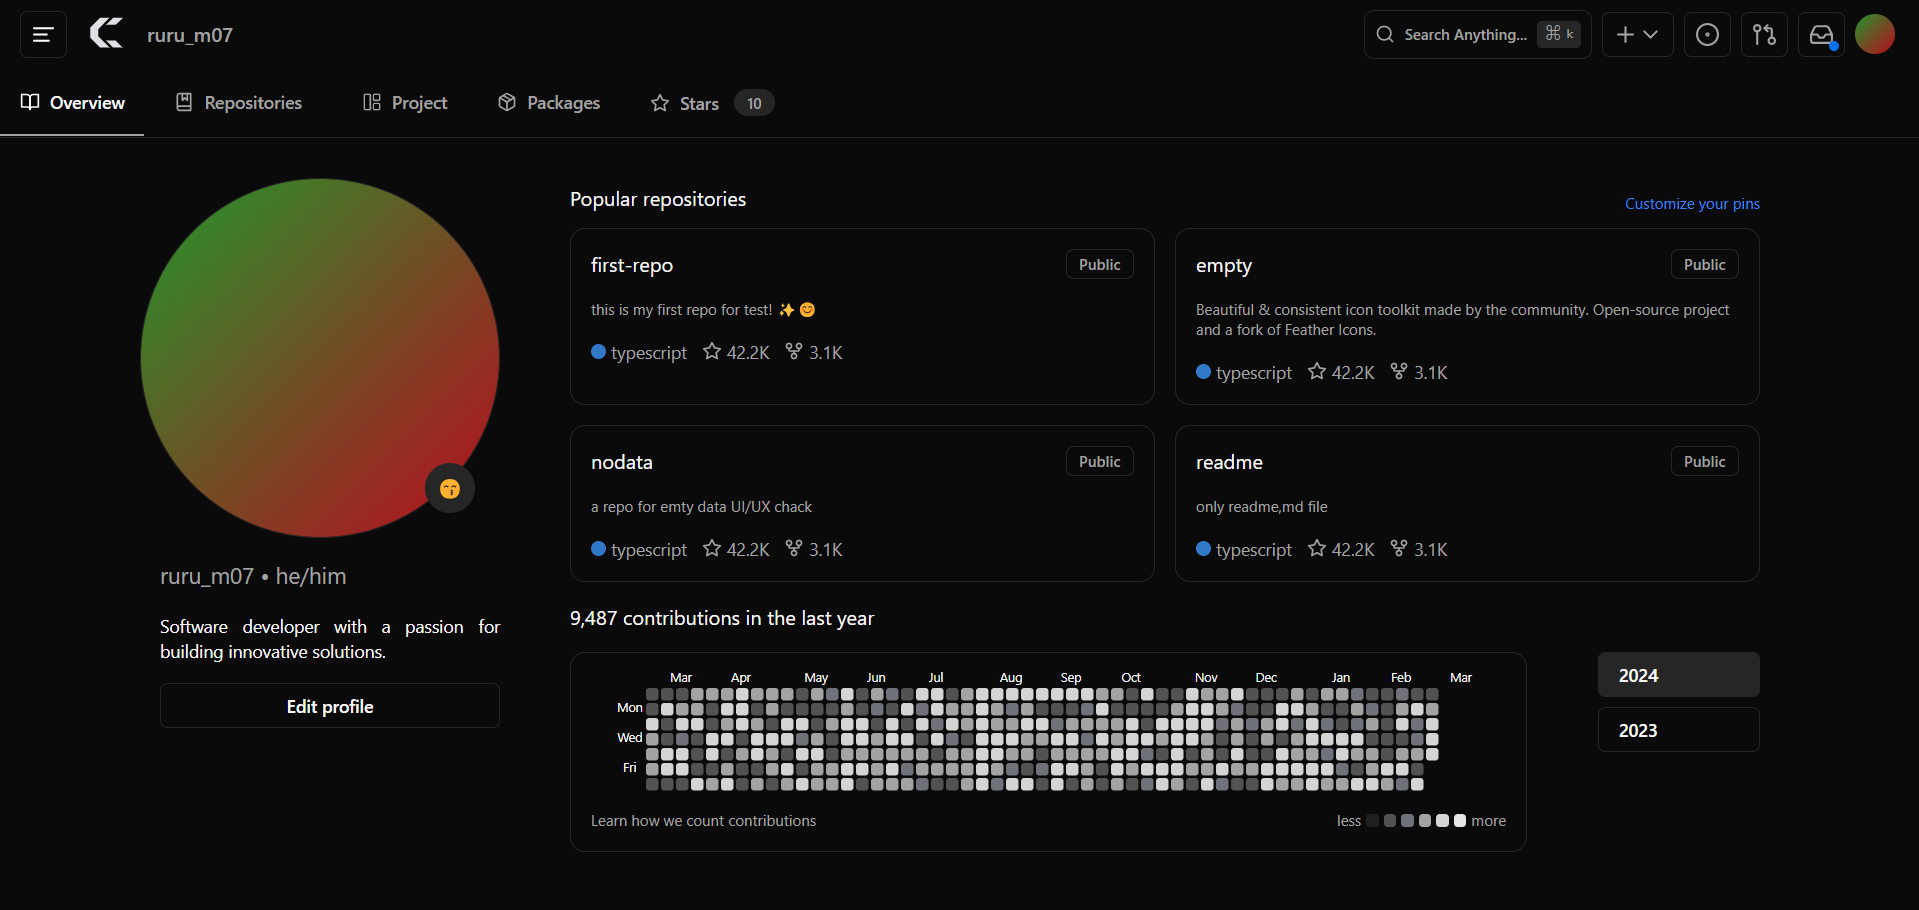 ruru_m07
Search Anything... ⌘ k
Overview
Repositories
Project
Packages
Stars 10
Popular repositories
Customize your pins
first-repo
Public
this is my first repo for test! ✨ 😊
typescript 42.2K 3.1K
empty
Public
Beautiful & consistent icon toolkit made by the community. Open-source project
and a fork of Feather Icons.
typescript 42.2K 3.1K
nodata
Public
a repo for emty data UI/UX chack
typescript 42.2K 3.1K
readme
Public
only readme,md file
typescript 42.2K 3.1K
ruru_m07 • he/him
Software developer with a passion for
building innovative solutions.
Edit profile
9,487 contributions in the last year
Mar Apr May Jun Jul Aug Sep Oct Nov Dec Jan Feb Mar
Mon
Wed
Fri
Learn how we count contributions
less more
2024
2023